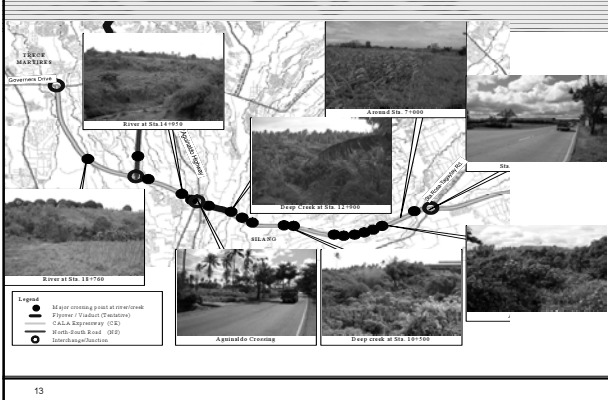 TRECE
MARTIRES
Governers Drive
River at Sta.14+950
Around Sta. 7+000
Aguinaldo Highway
Deep Creek at Sta. 12+900
Sta.
SILANG
River at Sta. 18+760
Aguinaldo Crossing
Deep creek at Sta. 10+500
Legend
Major crossing point at river/creek
Flyover / Viaduct (Tentative)
CALA Expressway (CE)
North-South Road (NS)
Interchange/Junction
13